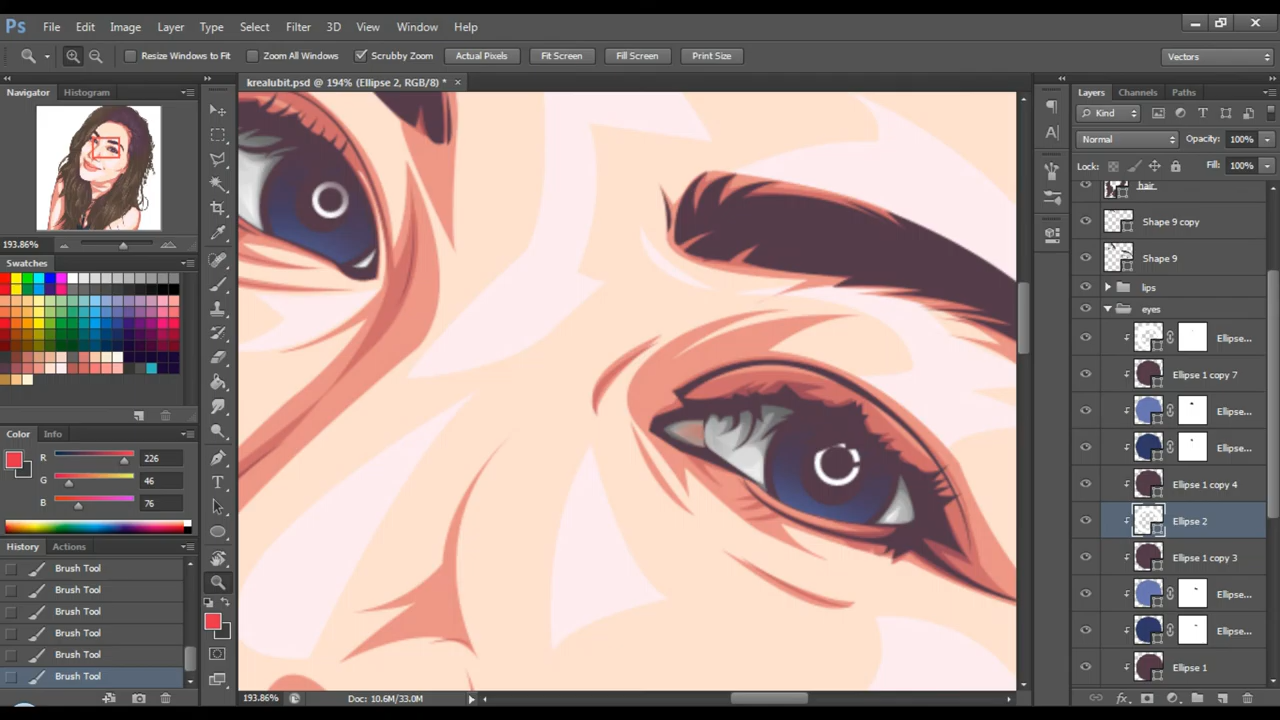 Ps File Edit Image Layer Type Select Filter 3D View Window Help
Resize Windows to Fit Zoom All Windows Scrubby Zoom Actual Pixels Fit Screen Fill Screen Print Size Vectors
Navigator Histogram
krealubit.psd @ 194% (Ellipse 2, RGB/8) * ×
Layers Channels Paths
Kind
Normal Opacity: 100%
Lock: Fill: 100%
hair
Shape 9 copy
193.86%
Swatches
Shape 9
lips
eyes
Ellipse...
Ellipse 1 copy 7
Ellipse...
Ellipse...
Color Info
R 226
G 46
B 76
Ellipse 1 copy 4
Ellipse 2
History Actions
Ellipse 1 copy 3
Brush Tool
Brush Tool
Brush Tool
Brush Tool
Brush Tool
Brush Tool
Ellipse...
Ellipse...
Ellipse 1
193.86% Doc: 10.6M/33.0M